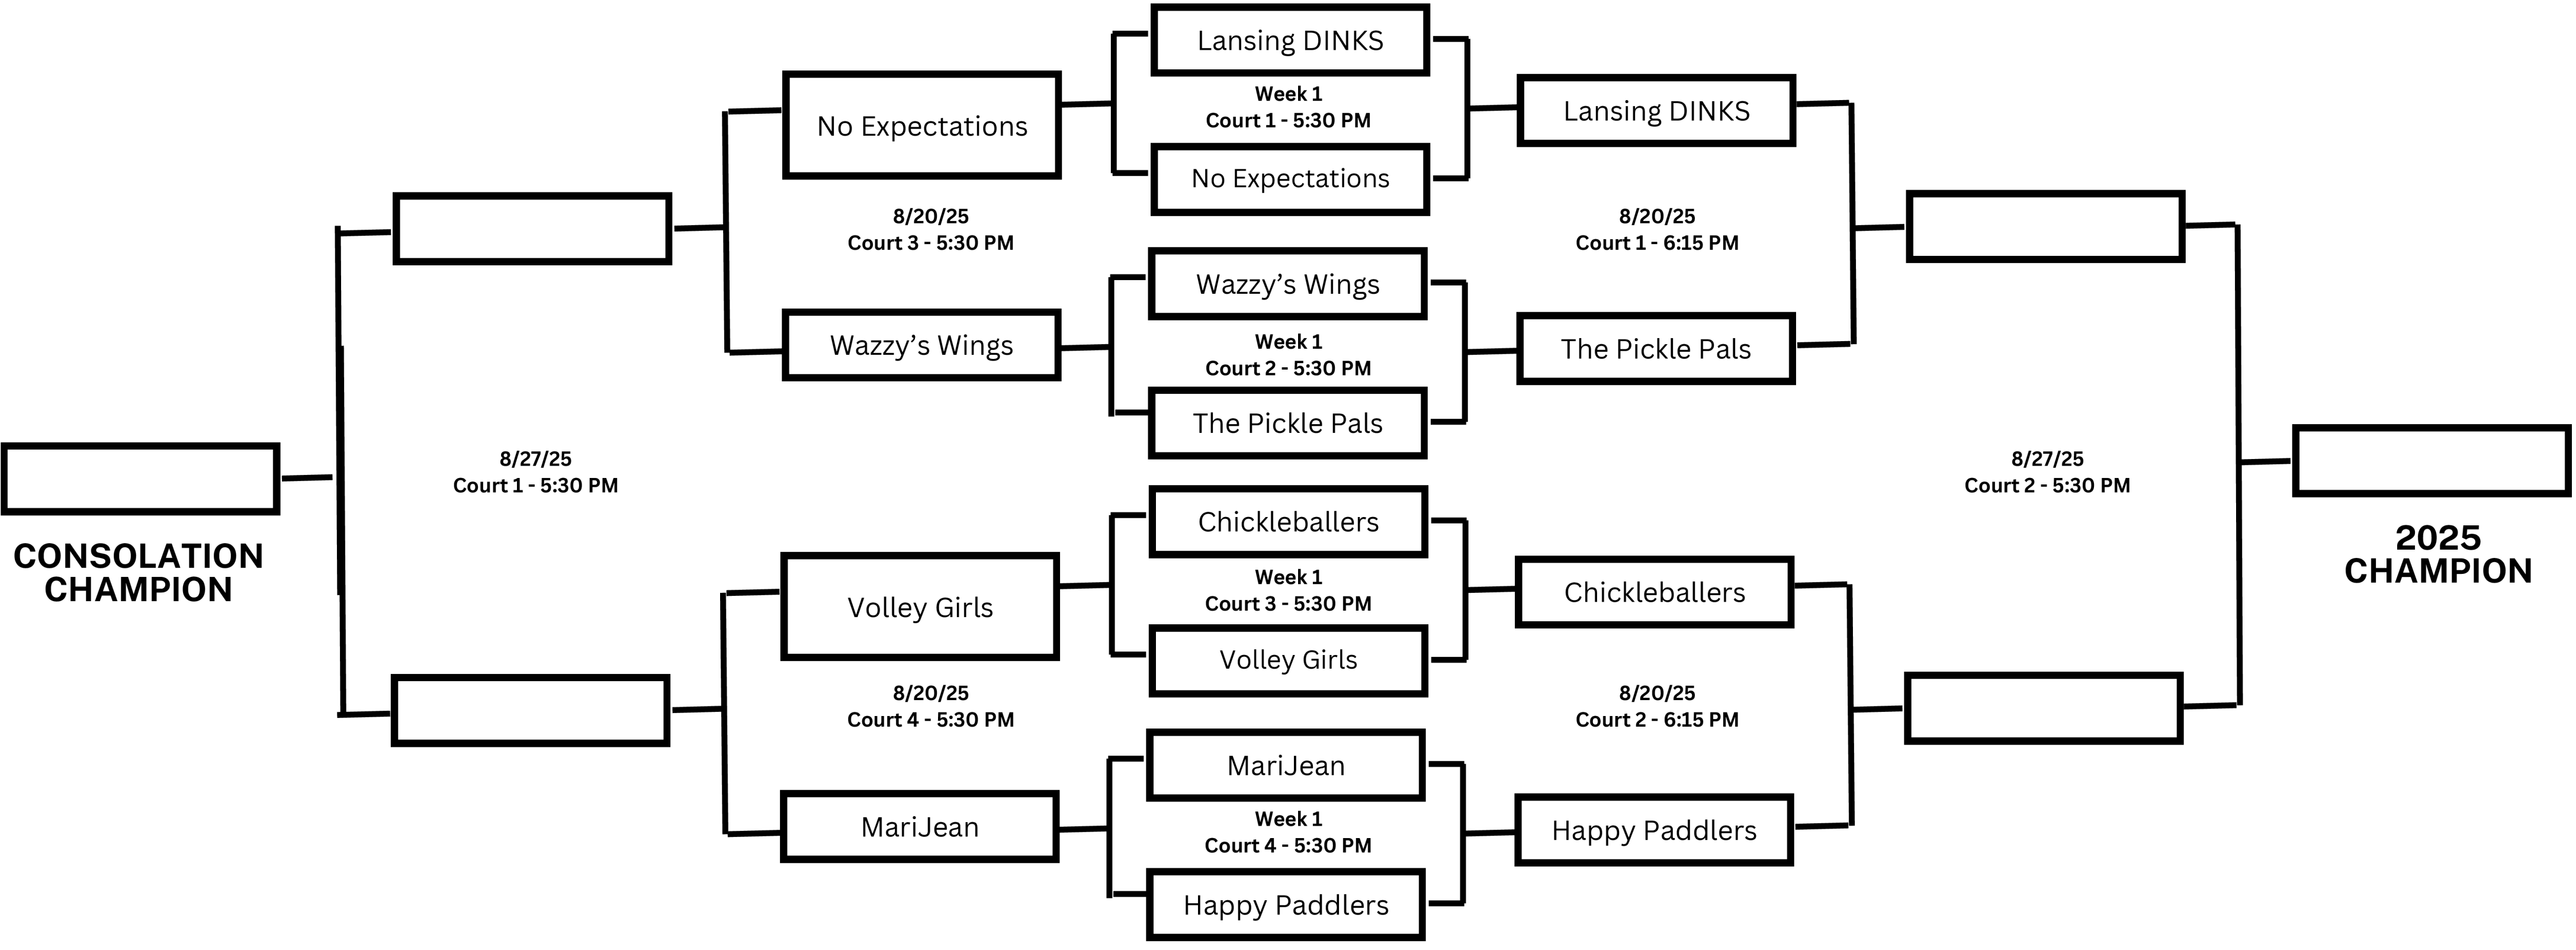 Lansing DINKS
Week 1
Court 1 - 5:30 PM
No Expectations
Wazzy’s Wings
Week 1
Court 2 - 5:30 PM
The Pickle Pals
Chickleballers
Week 1
Court 3 - 5:30 PM
Volley Girls
MariJean
Week 1
Court 4 - 5:30 PM
Happy Paddlers
No Expectations
8/20/25
Court 3 - 5:30 PM
Wazzy’s Wings
Volley Girls
8/20/25
Court 4 - 5:30 PM
MariJean
8/27/25
Court 1 - 5:30 PM
CONSOLATION
CHAMPION
Lansing DINKS
8/20/25
Court 1 - 6:15 PM
The Pickle Pals
Chickleballers
8/20/25
Court 2 - 6:15 PM
Happy Paddlers
8/27/25
Court 2 - 5:30 PM
2025
CHAMPION